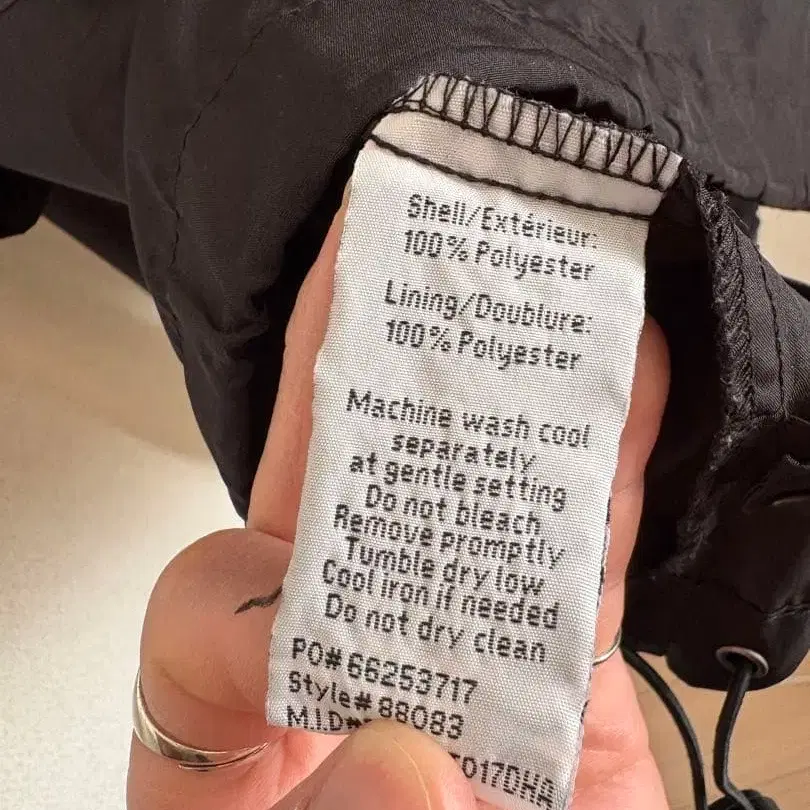 Shell/Extérieur:
100% Polyester
Lining/Doublure:
100% Polyester
Machine wash cool
separately
at gentle setting
Do not bleach
Remove promptly
Tumble dry low
Cool iron if needed
Do not dry clean
PO# 66253717
Style# 88083
M.I.D#